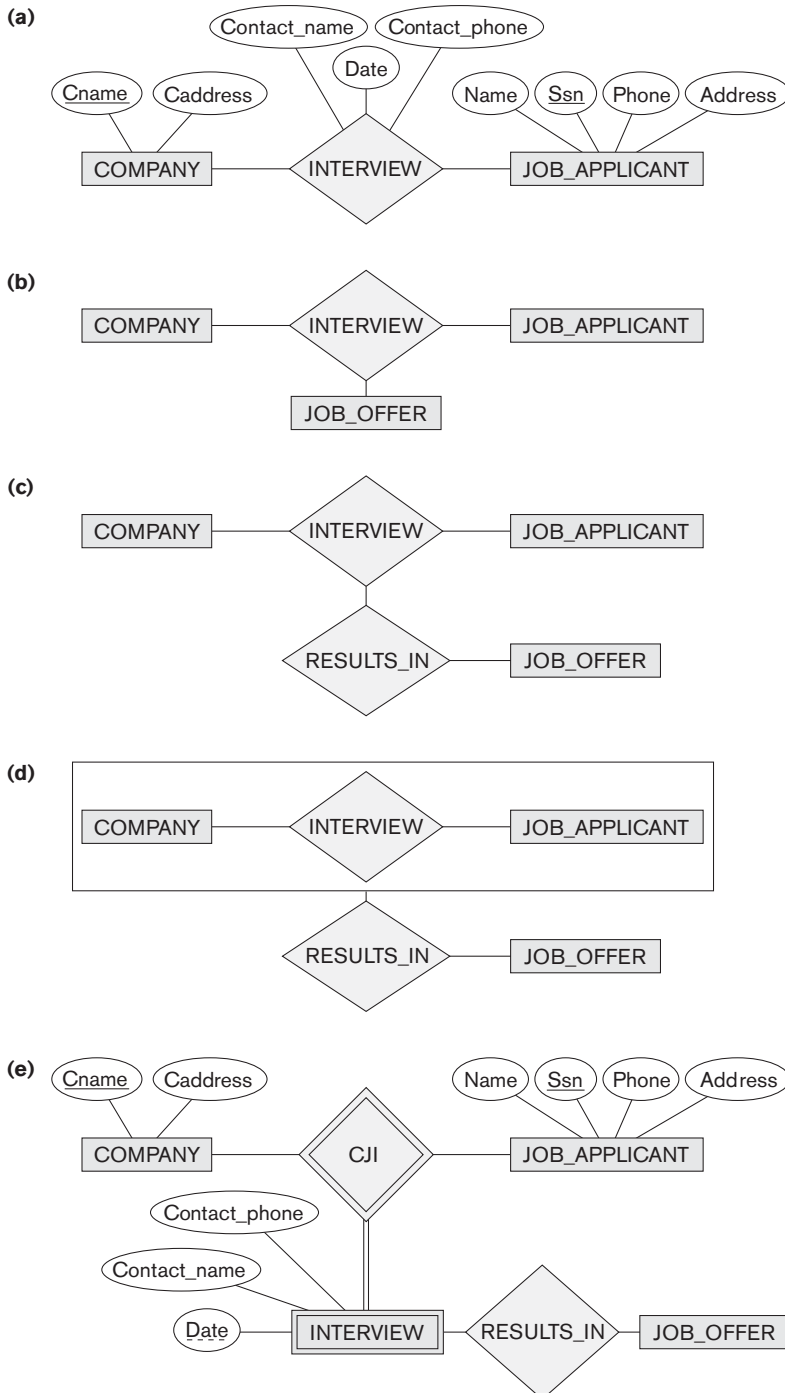 (a)
Contact_name Contact_phone
Date
Cname Caddress Name Ssn Phone Address
COMPANY INTERVIEW JOB_APPLICANT
(b)
COMPANY INTERVIEW JOB_APPLICANT
JOB_OFFER
(c)
COMPANY INTERVIEW JOB_APPLICANT
RESULTS_IN JOB_OFFER
(d)
COMPANY INTERVIEW JOB_APPLICANT
RESULTS_IN JOB_OFFER
(e)
Cname Caddress Name Ssn Phone Address
COMPANY CJI JOB_APPLICANT
Contact_phone
Contact_name
Date INTERVIEW RESULTS_IN JOB_OFFER